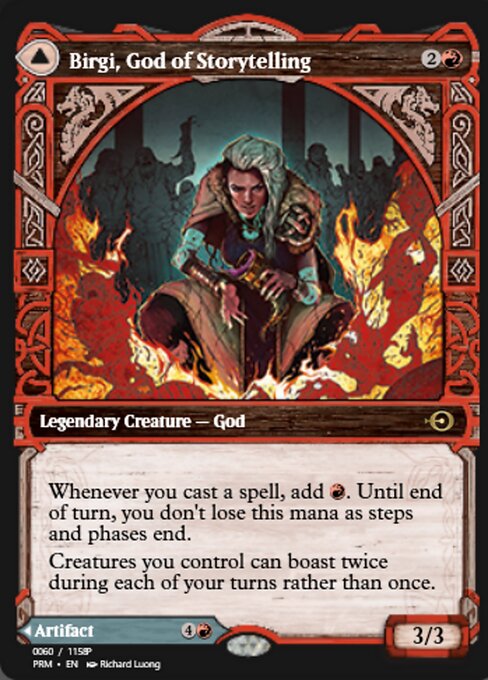 Birgi, God of Storytelling 2
Legendary Creature — God
Whenever you cast a spell, add . Until end
of turn, you don't lose this mana as steps
and phases end.
Creatures you control can boast twice
during each of your turns rather than once.
Artifact 4
3/3
0060 / 1158P
PRM • EN Richard Luong